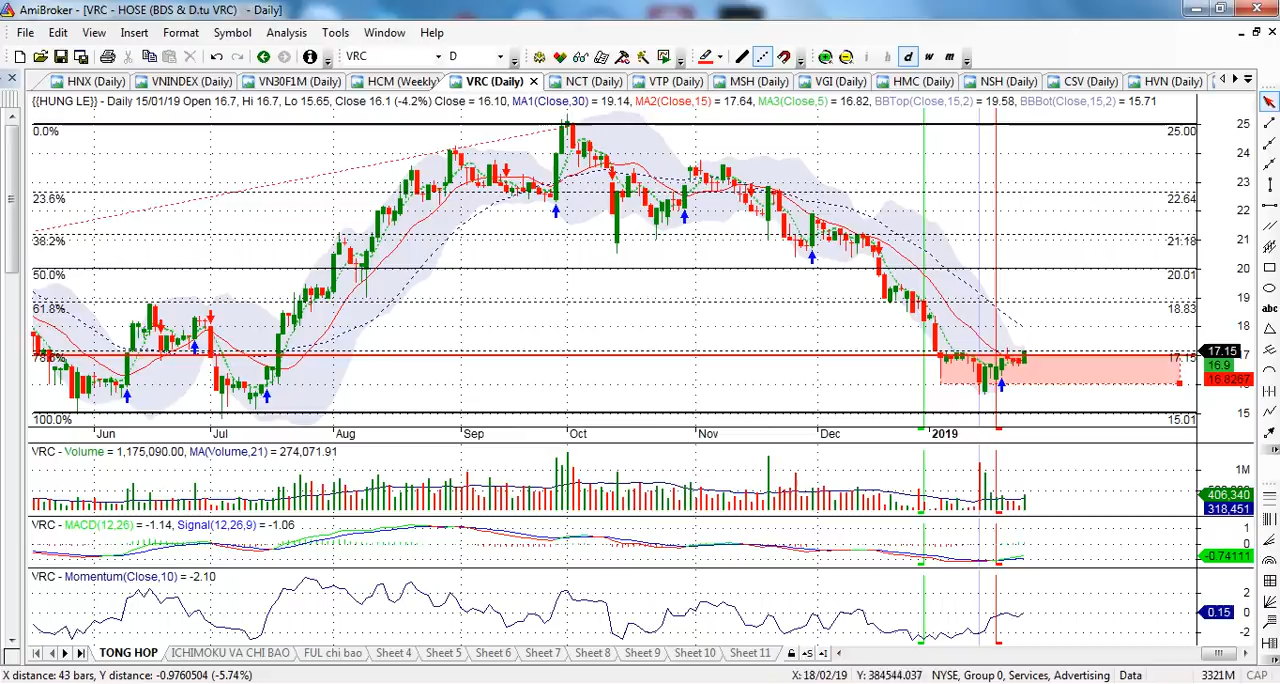 AmiBroker - [VRC - HOSE (BDS & D.tu VRC) - Daily]
File Edit View Insert Format Symbol Analysis Tools Window Help
VRC D d w m
HNX (Daily) VNINDEX (Daily) VN30F1M (Daily) HCM (Weekly) VRC (Daily) NCT (Daily) VTP (Daily) MSH (Daily) VGI (Daily) HMC (Daily) NSH (Daily) CSV (Daily) HVN (Daily)
{{HUNG LE}} - Daily 15/01/19 Open 16.7, Hi 16.7, Lo 15.65, Close 16.1 (-4.2%) Close = 16.10, MA1(Close,30) = 19.14, MA2(Close,15) = 17.64, MA3(Close,5) = 16.82, BBTop(Close,15,2) = 19.58, BBBot(Close,15,2) = 15.71
0.0% 25.00 25
24
23
23.6% 22.64
22
38.2% 21.18 21
50.0% 20.01 20
19
61.8% 18.83
18
17.15
16.9
16.8267
100.0% 15.01 15
Jun Jul Aug Sep Oct Nov Dec 2019
VRC - Volume = 1,175,090.00, MA(Volume,21) = 274,071.91
1M
406,340
318,451
VRC - MACD(12,26) = -1.14, Signal(12,26,9) = -1.06
1
0
-0.74111
VRC - Momentum(Close,10) = -2.10
2
0.15
0
-2
TONG HOP ICHIMOKU VA CHI BAO FUL chi bao Sheet 4 Sheet 5 Sheet 6 Sheet 7 Sheet 8 Sheet 9 Sheet 10 Sheet 11
X distance: 43 bars, Y distance: -0.9760504 (-5.74%) X:18/02/19 Y: 384544.037 NYSE, Group 0, Services, Advertising Data 3321M CAP